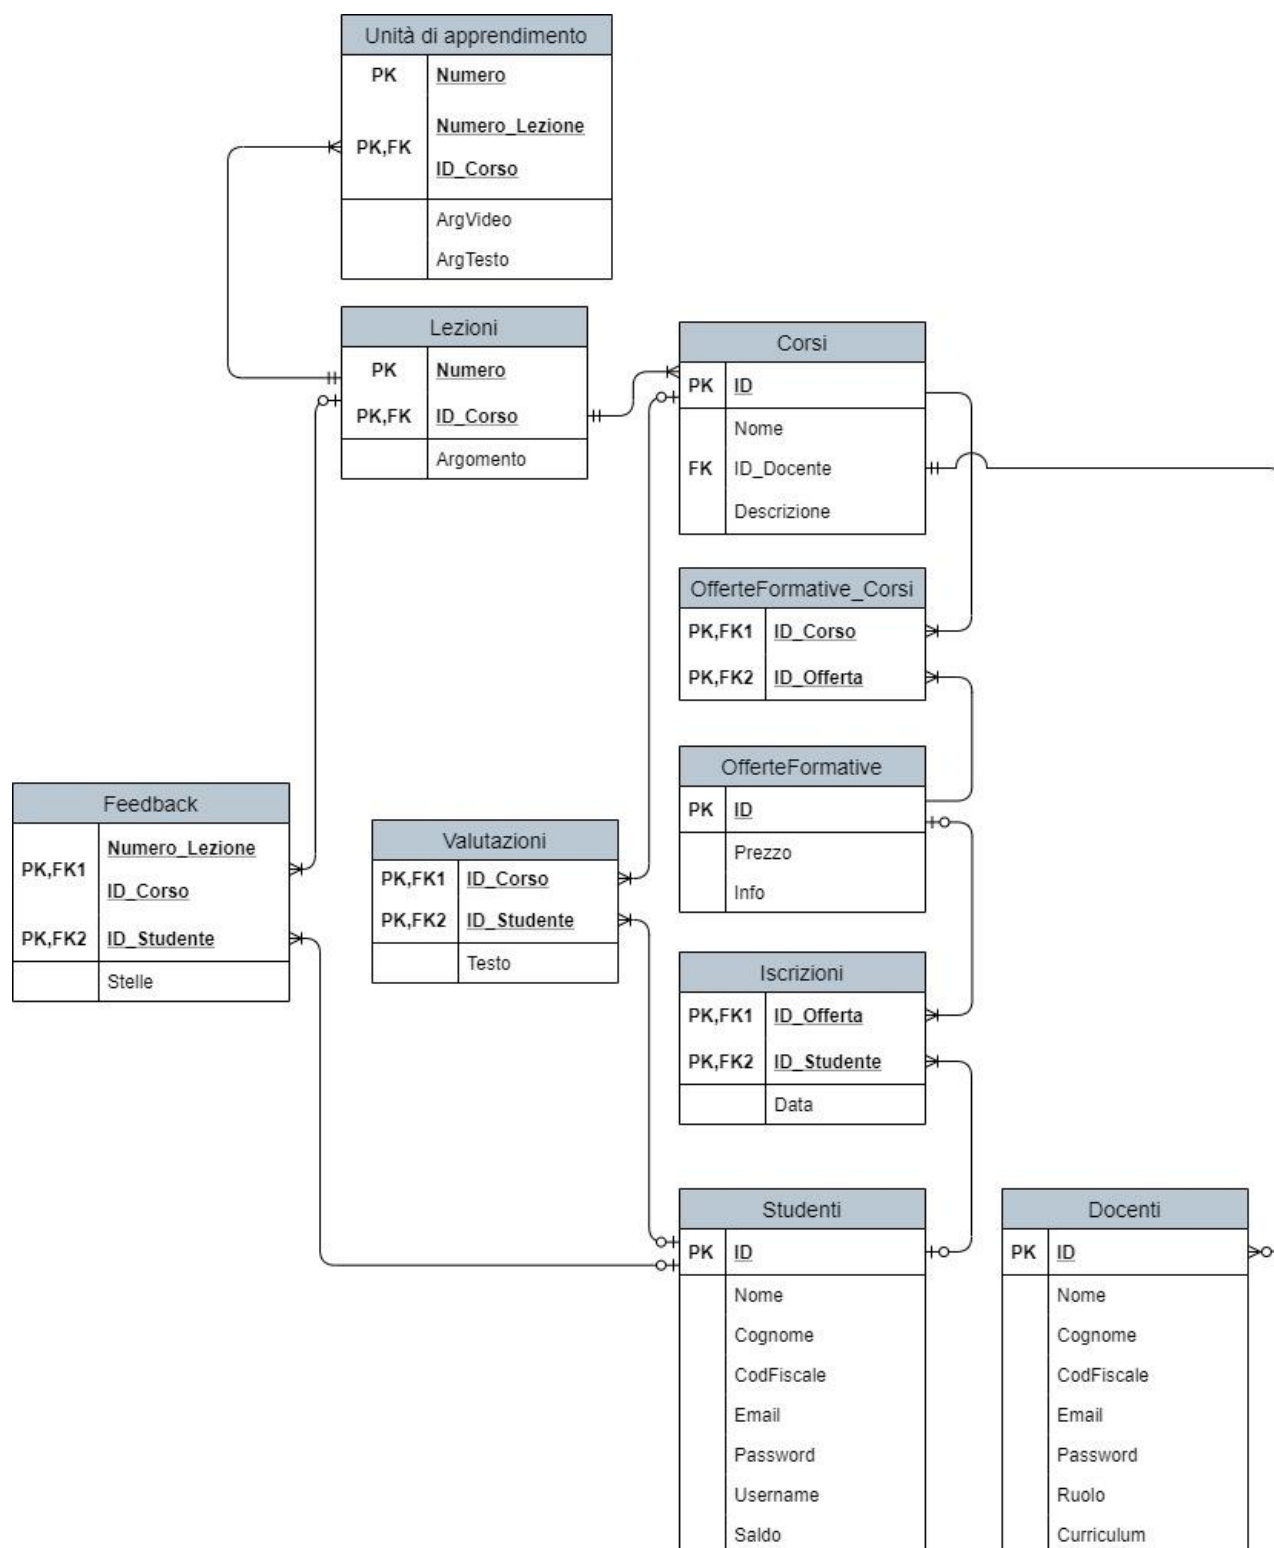 Unità di apprendimento
PK Numero
Numero_Lezione
PK,FK
ID_Corso
ArgVideo
ArgTesto
Lezioni
PK Numero
PK,FK ID_Corso
Argomento
Corsi
PK ID
Nome
FK ID_Docente
Descrizione
OfferteFormative_Corsi
PK,FK1 ID_Corso
PK,FK2 ID_Offerta
OfferteFormative
PK ID
Prezzo
Info
Feedback
Numero_Lezione
PK,FK1
ID_Corso
PK,FK2 ID_Studente
Stelle
Valutazioni
PK,FK1 ID_Corso
PK,FK2 ID_Studente
Testo
Iscrizioni
PK,FK1 ID_Offerta
PK,FK2 ID_Studente
Data
Studenti
PK ID
Nome
Cognome
CodFiscale
Email
Password
Username
Saldo
Docenti
PK ID
Nome
Cognome
CodFiscale
Email
Password
Ruolo
Curriculum